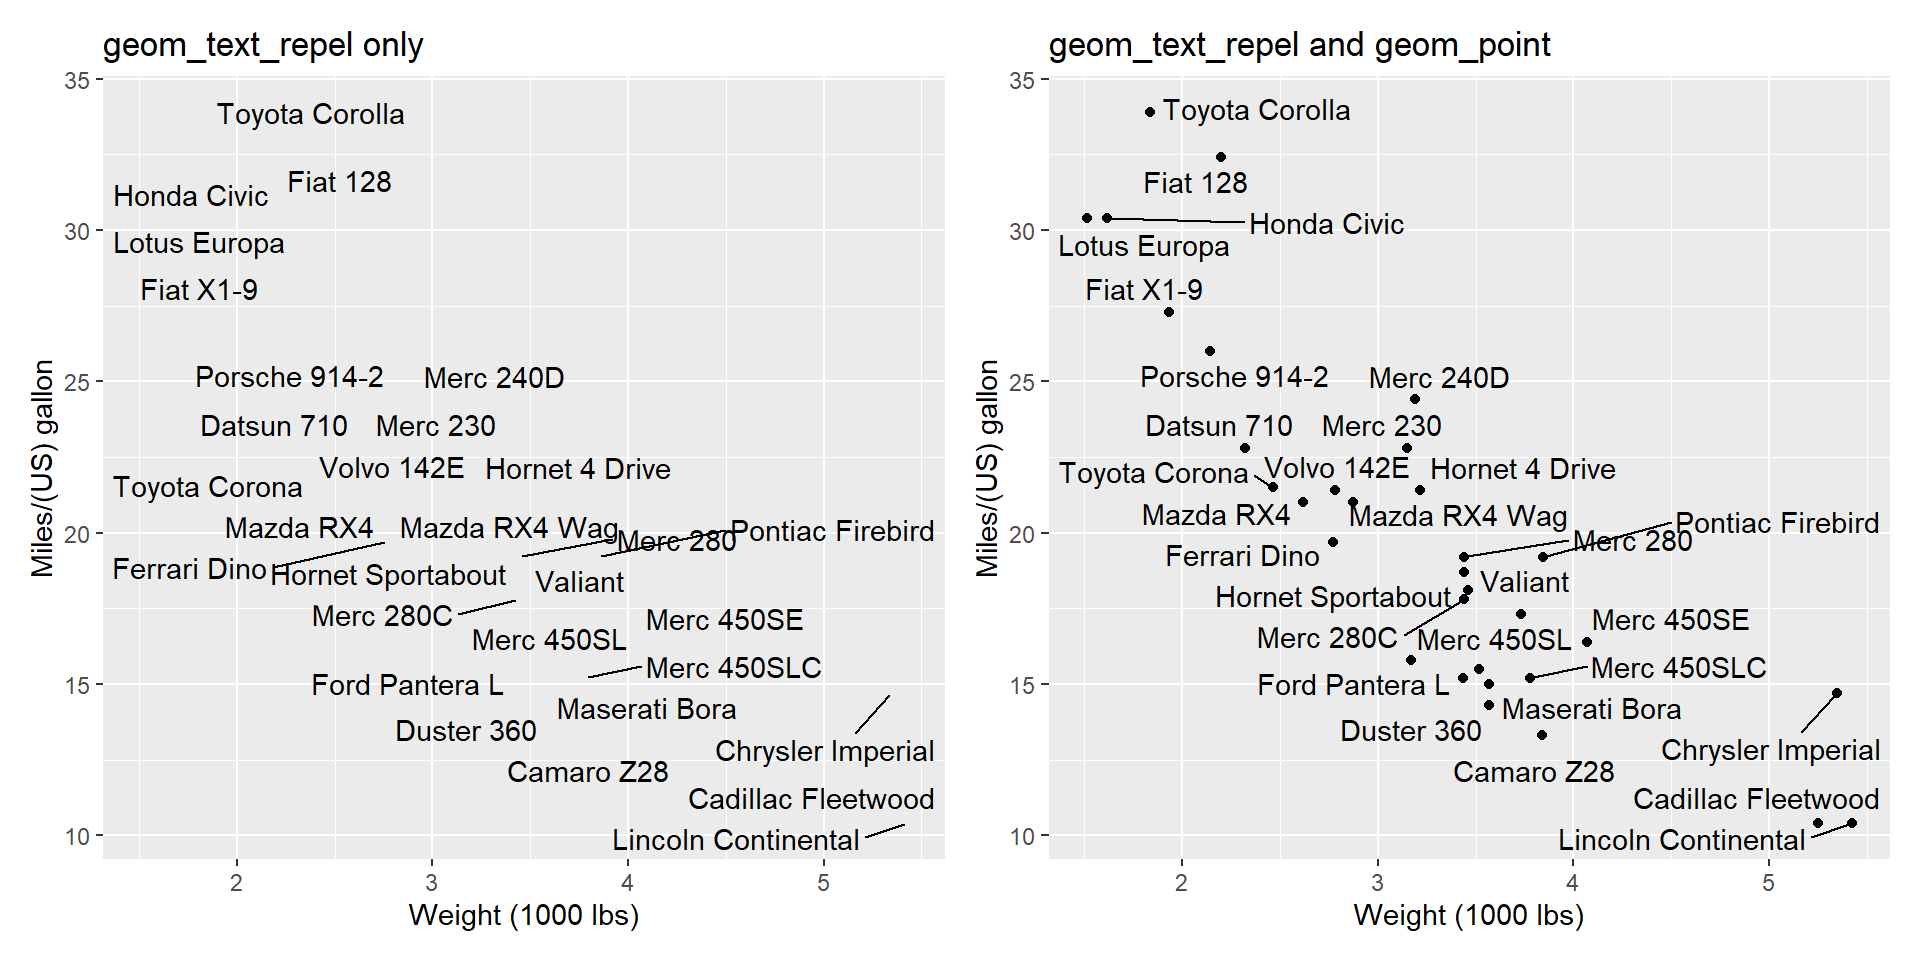 geom_text_repel only
Miles/(US) gallon
35
30
25
20
15
10
Toyota Corolla
Fiat 128
Honda Civic
Lotus Europa
Fiat X1-9
Porsche 914-2
Merc 240D
Datsun 710
Merc 230
Volvo 142E
Hornet 4 Drive
Toyota Corona
Mazda RX4
Mazda RX4 Wag
Merc 280
Pontiac Firebird
Ferrari Dino
Hornet Sportabout
Valiant
Merc 280C
Merc 450SE
Merc 450SL
Merc 450SLC
Ford Pantera L
Maserati Bora
Duster 360
Chrysler Imperial
Camaro Z28
Cadillac Fleetwood
Lincoln Continental
2
3
4
5
Weight (1000 lbs)
geom_text_repel and geom_point
Miles/(US) gallon
35
30
25
20
15
10
Toyota Corolla
Fiat 128
Honda Civic
Lotus Europa
Fiat X1-9
Porsche 914-2
Merc 240D
Datsun 710
Merc 230
Toyota Corona
Volvo 142E
Hornet 4 Drive
Mazda RX4
Mazda RX4 Wag
Pontiac Firebird
Merc 280
Ferrari Dino
Valiant
Hornet Sportabout
Merc 450SE
Merc 280C
Merc 450SL
Merc 450SLC
Ford Pantera L
Maserati Bora
Duster 360
Chrysler Imperial
Camaro Z28
Cadillac Fleetwood
Lincoln Continental
2
3
4
5
Weight (1000 lbs)